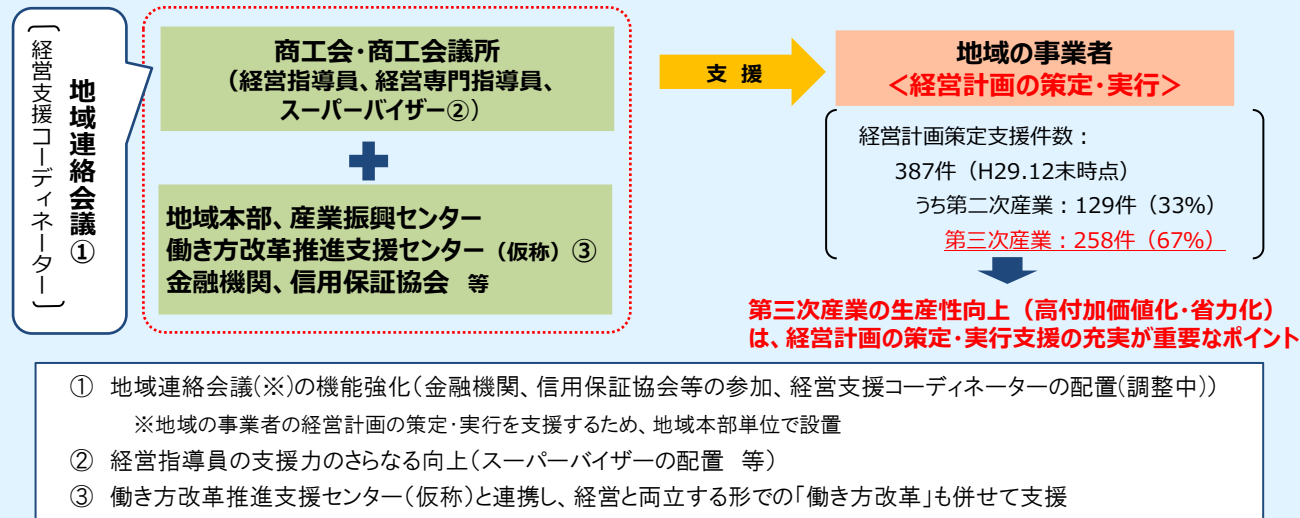 地域連絡会議①
〔経営支援コーディネーター〕
商工会・商工会議所
（経営指導員、経営専門指導員、
スーパーバイザー②）
地域本部、産業振興センター
働き方改革推進支援センター（仮称）③
金融機関、信用保証協会 等
支 援
地域の事業者
＜経営計画の策定・実行＞
経営計画策定支援件数：
387件（H29.12末時点）
うち第二次産業：129件（33%）
第三次産業：258件（67%）
第三次産業の生産性向上（高付加価値化・省力化）
は、経営計画の策定・実行支援の充実が重要なポイント
① 地域連絡会議(※)の機能強化（金融機関、信用保証協会等の参加、経営支援コーディネーターの配置(調整中)）
※地域の事業者の経営計画の策定・実行を支援するため、地域本部単位で設置
② 経営指導員の支援力のさらなる向上（スーパーバイザーの配置 等）
③ 働き方改革推進支援センター（仮称）と連携し、経営と両立する形での「働き方改革」も併せて支援